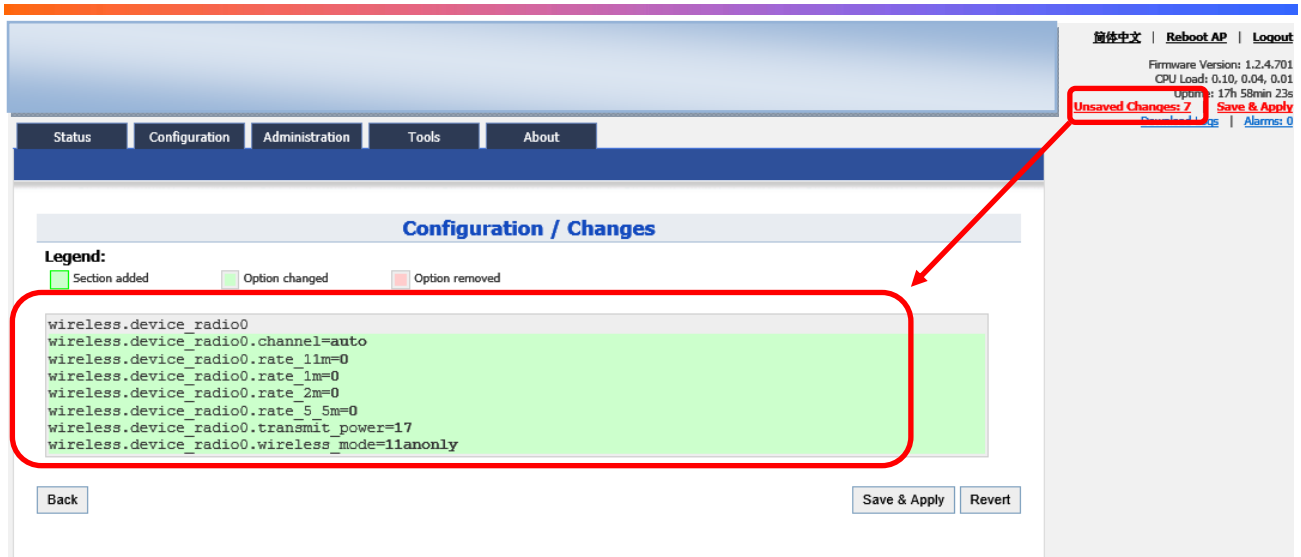 简体中文 | Reboot AP | Logout
Firmware Version: 1.2.4.701
CPU Load: 0.10, 0.04, 0.01
Uptime: 17h 58min 23s
Unsaved Changes: 7 Save & Apply
Download Logs | Alarms: 0
Status Configuration Administration Tools About
Configuration / Changes
Legend:
Section added Option changed Option removed
wireless.device_radio0
wireless.device_radio0.channel=auto
wireless.device_radio0.rate_11m=0
wireless.device_radio0.rate_1m=0
wireless.device_radio0.rate_2m=0
wireless.device_radio0.rate_5_5m=0
wireless.device_radio0.transmit_power=17
wireless.device_radio0.wireless_mode=11anonly
Back Save & Apply Revert